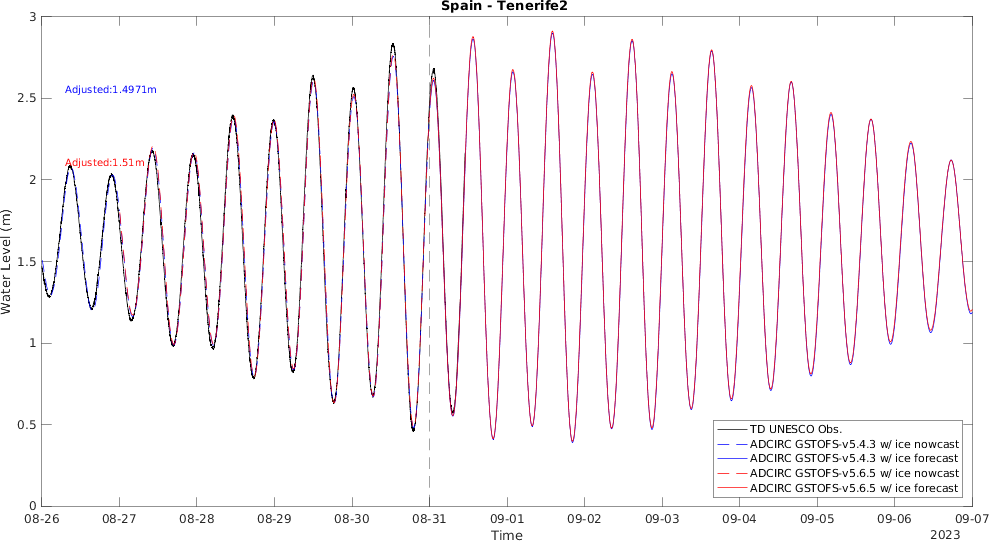 Spain - Tenerife2
3
2.5
2
1.5
1
0.5
0
Water Level (m)
Adjusted:1.4971m
Adjusted:1.51m
TD UNESCO Obs.
ADCIRC GSTOFS-v5.4.3 w/ ice nowcast
ADCIRC GSTOFS-v5.4.3 w/ ice forecast
ADCIRC GSTOFS-v5.6.5 w/ ice nowcast
ADCIRC GSTOFS-v5.6.5 w/ ice forecast
08-26 08-27 08-28 08-29 08-30 08-31 09-01 09-02 09-03 09-04 09-05 09-06 09-07
Time
2023